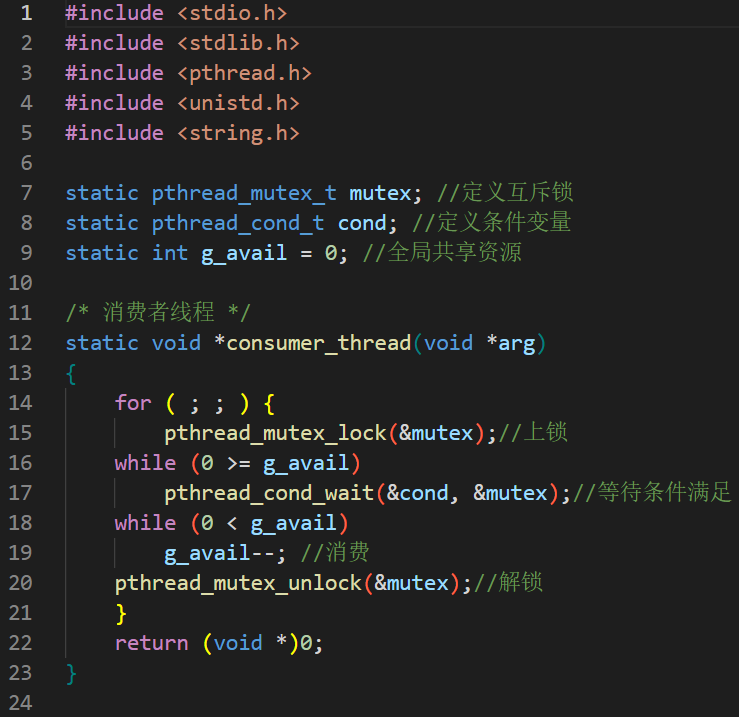 1 #include <stdio.h>
2 #include <stdlib.h>
3 #include <pthread.h>
4 #include <unistd.h>
5 #include <string.h>
6
7 static pthread_mutex_t mutex; //定义互斥锁
8 static pthread_cond_t cond; //定义条件变量
9 static int g_avail = 0; //全局共享资源
10
11 /* 消费者线程 */
12 static void *consumer_thread(void *arg)
13 {
14     for ( ; ; ) {
15         pthread_mutex_lock(&mutex);//上锁
16     while (0 >= g_avail)
17         pthread_cond_wait(&cond, &mutex);//等待条件满足
18     while (0 < g_avail)
19         g_avail--; //消费
20     pthread_mutex_unlock(&mutex);//解锁
21     }
22     return (void *)0;
23 }
24